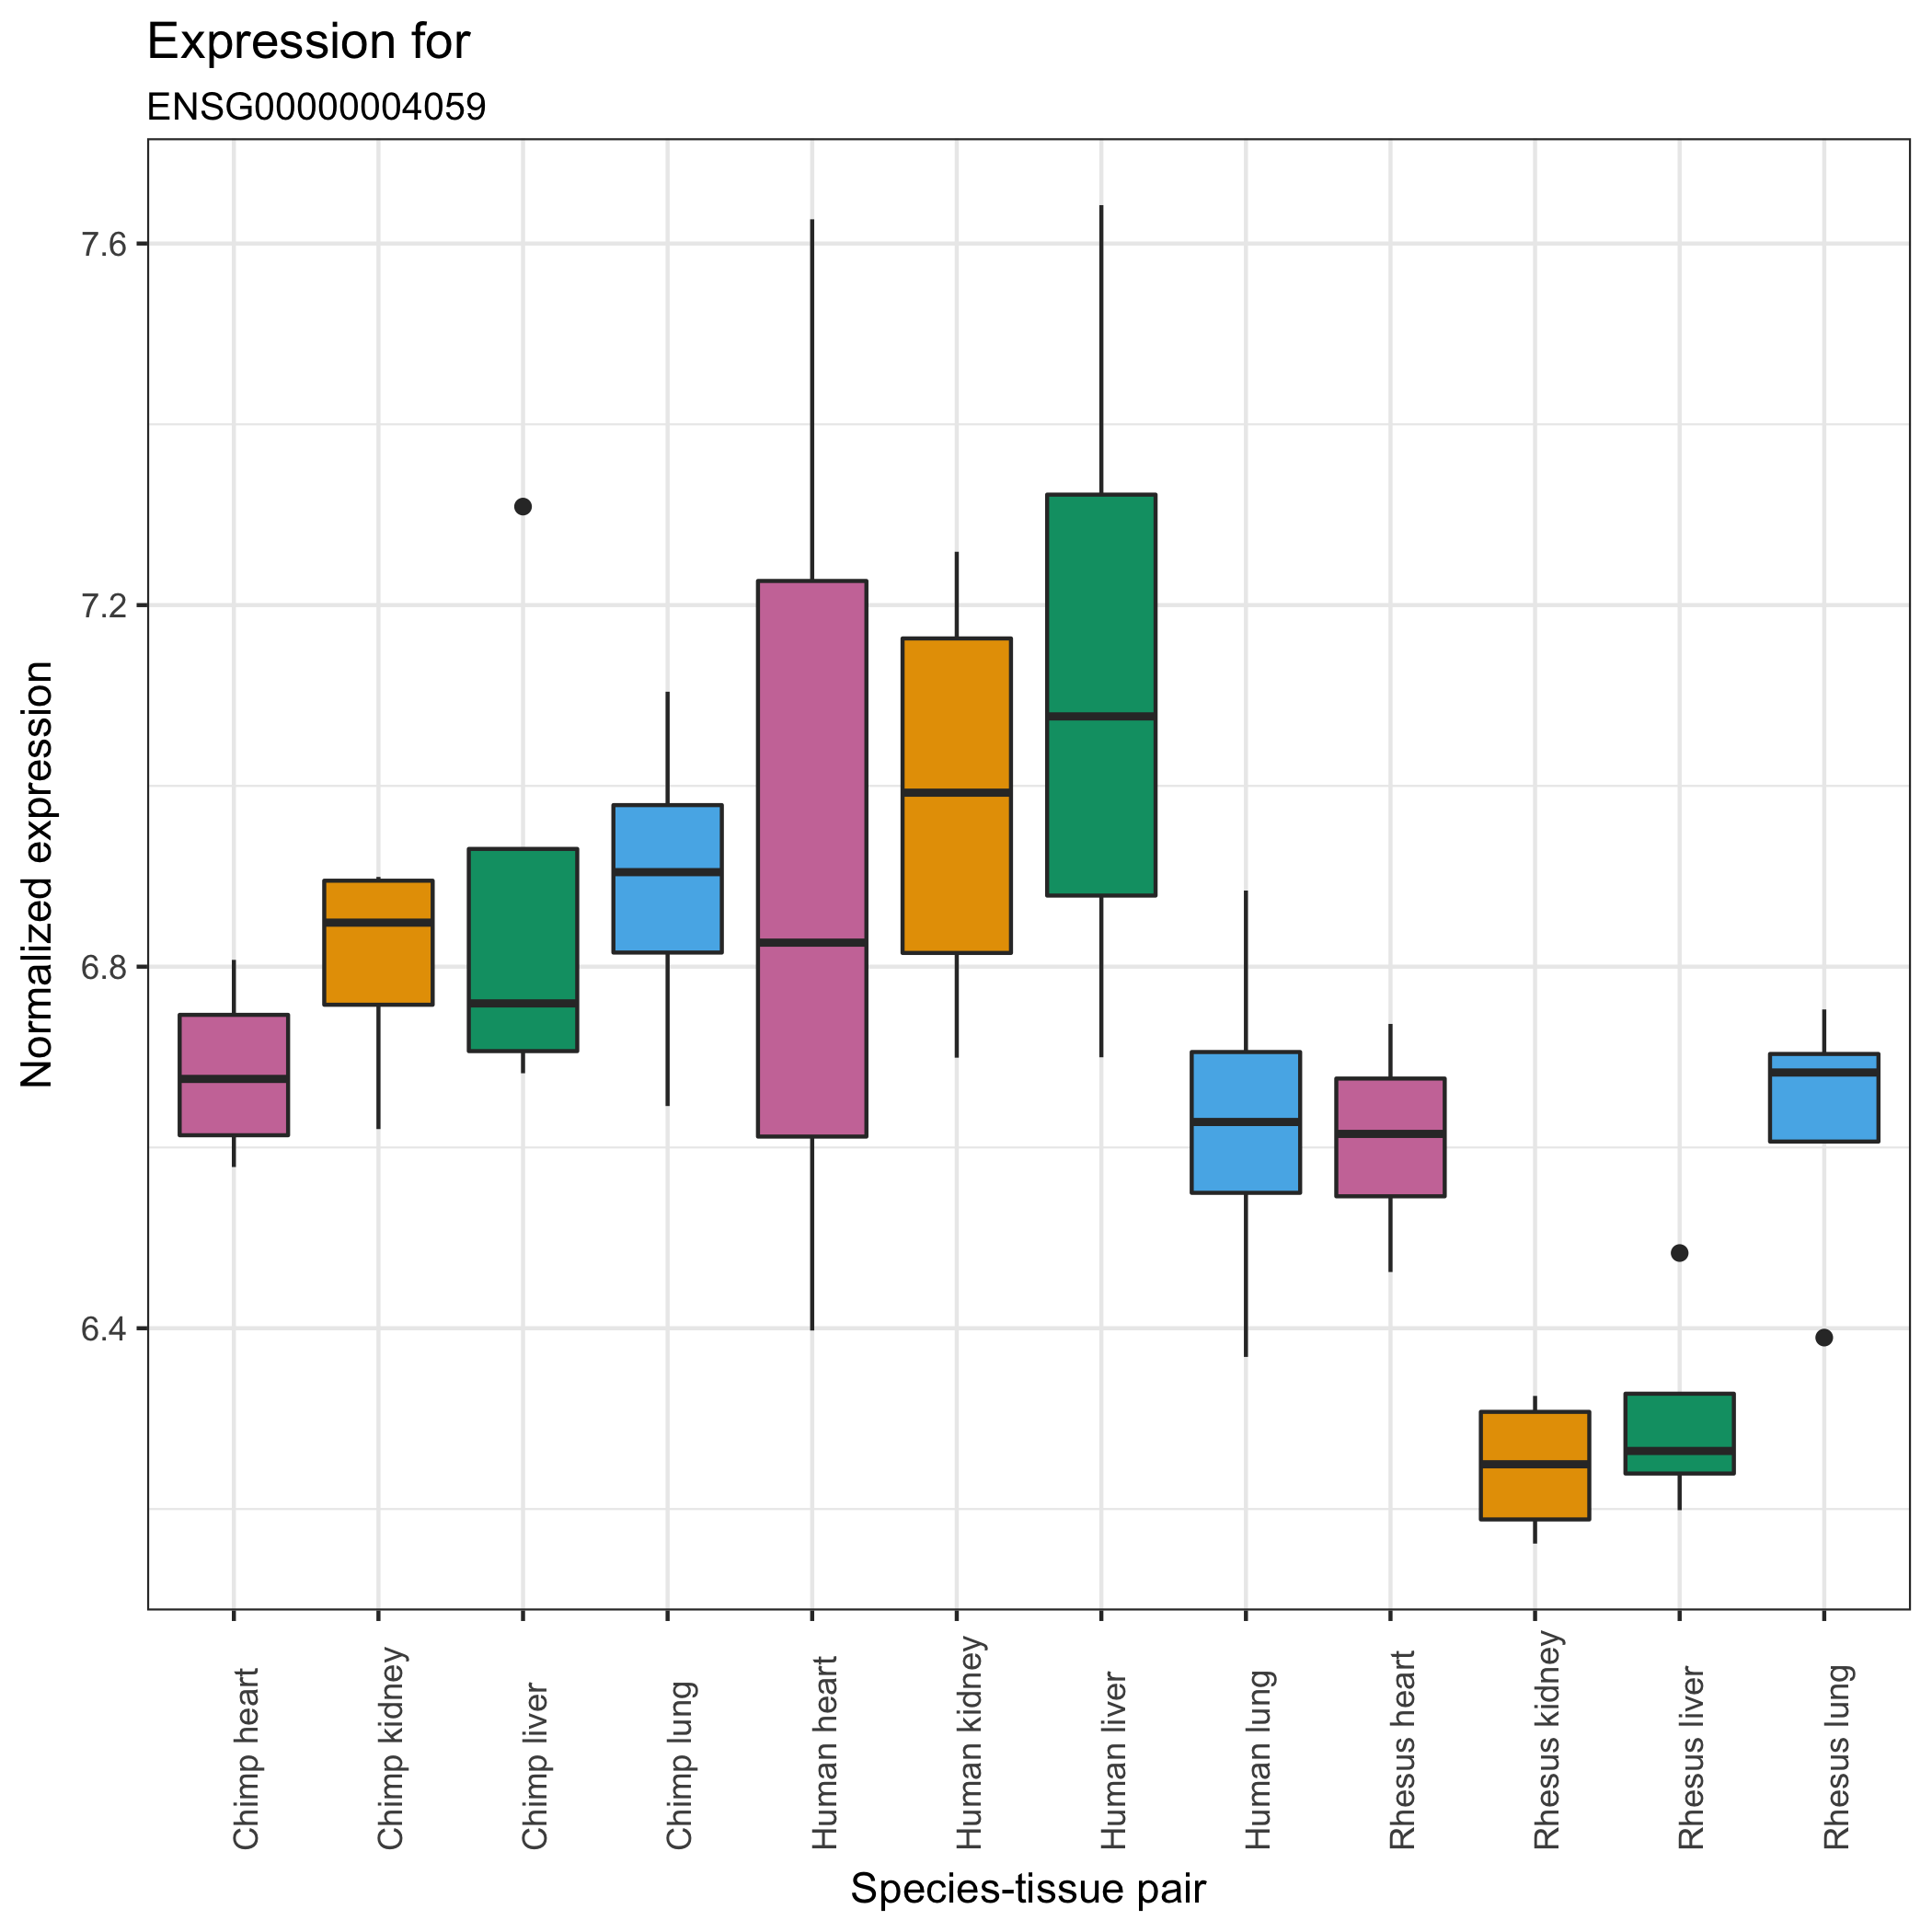 Expression for
ENSG00000004059
Normalized expression
7.6
7.2
6.8
6.4
Chimp heart
Chimp kidney
Chimp liver
Chimp lung
Human heart
Human kidney
Human liver
Human lung
Rhesus heart
Rhesus kidney
Rhesus liver
Rhesus lung
Species-tissue pair